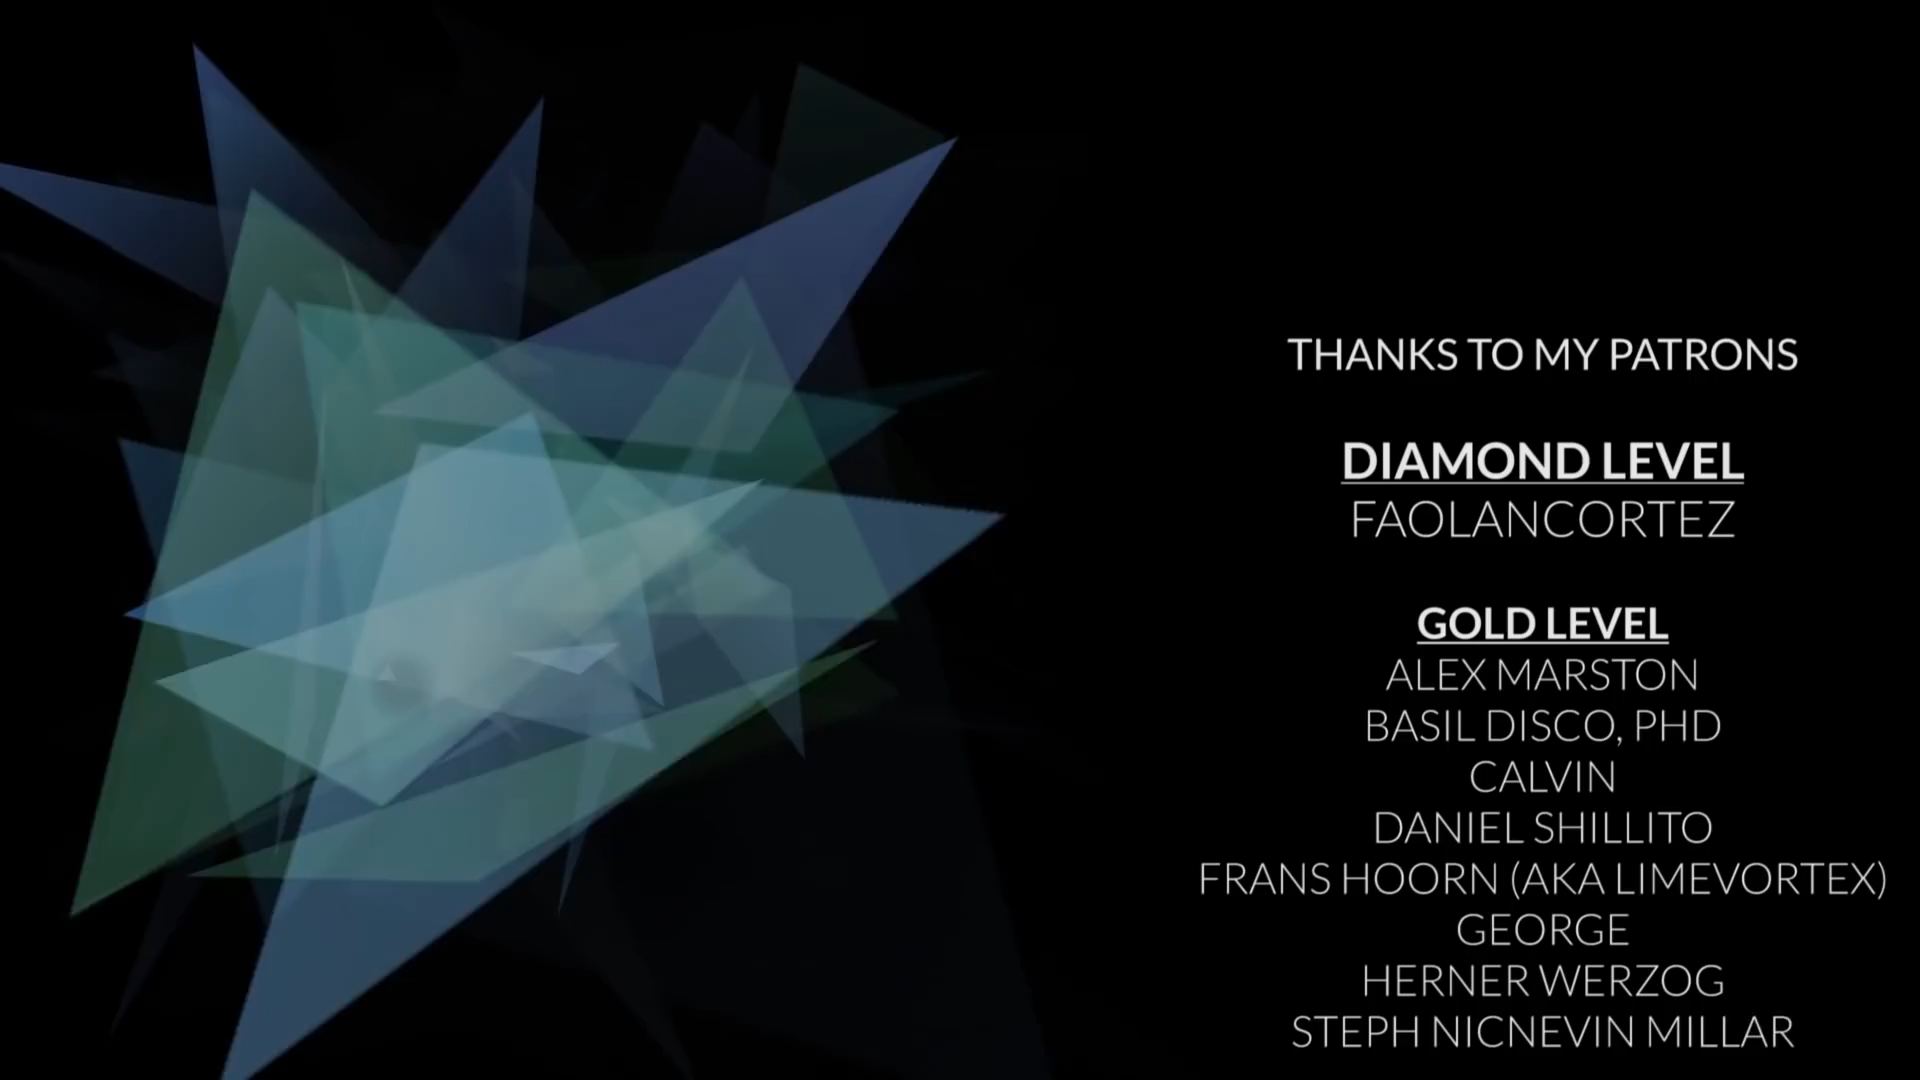 THANKS TO MY PATRONS
DIAMOND LEVEL
FAOLANCORTEZ
GOLD LEVEL
ALEX MARSTON
BASIL DISCO, PHD
CALVIN
DANIEL SHILLITO
FRANS HOORN (AKA LIMEVORTEX)
GEORGE
HERNER WERZOG
STEPH NICNEVIN MILLAR